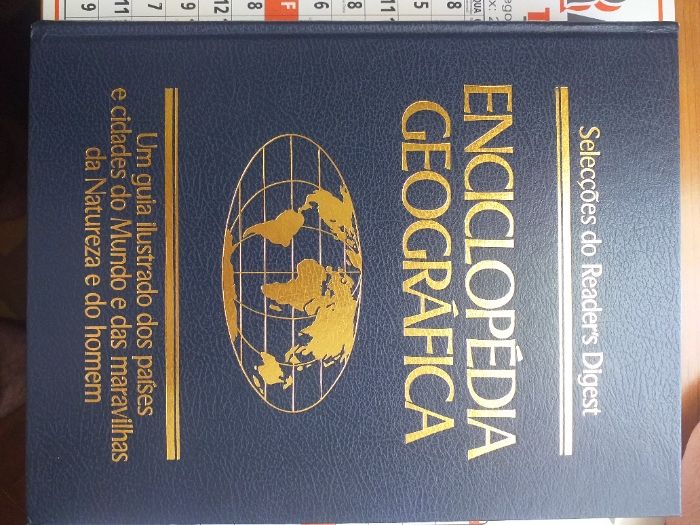 Selecções do Reader's Digest
ENCICLOPÉDIA
GEOGRÁFICA
Um guia ilustrado dos países
e cidades do Mundo e das maravilhas
da Natureza e do homem